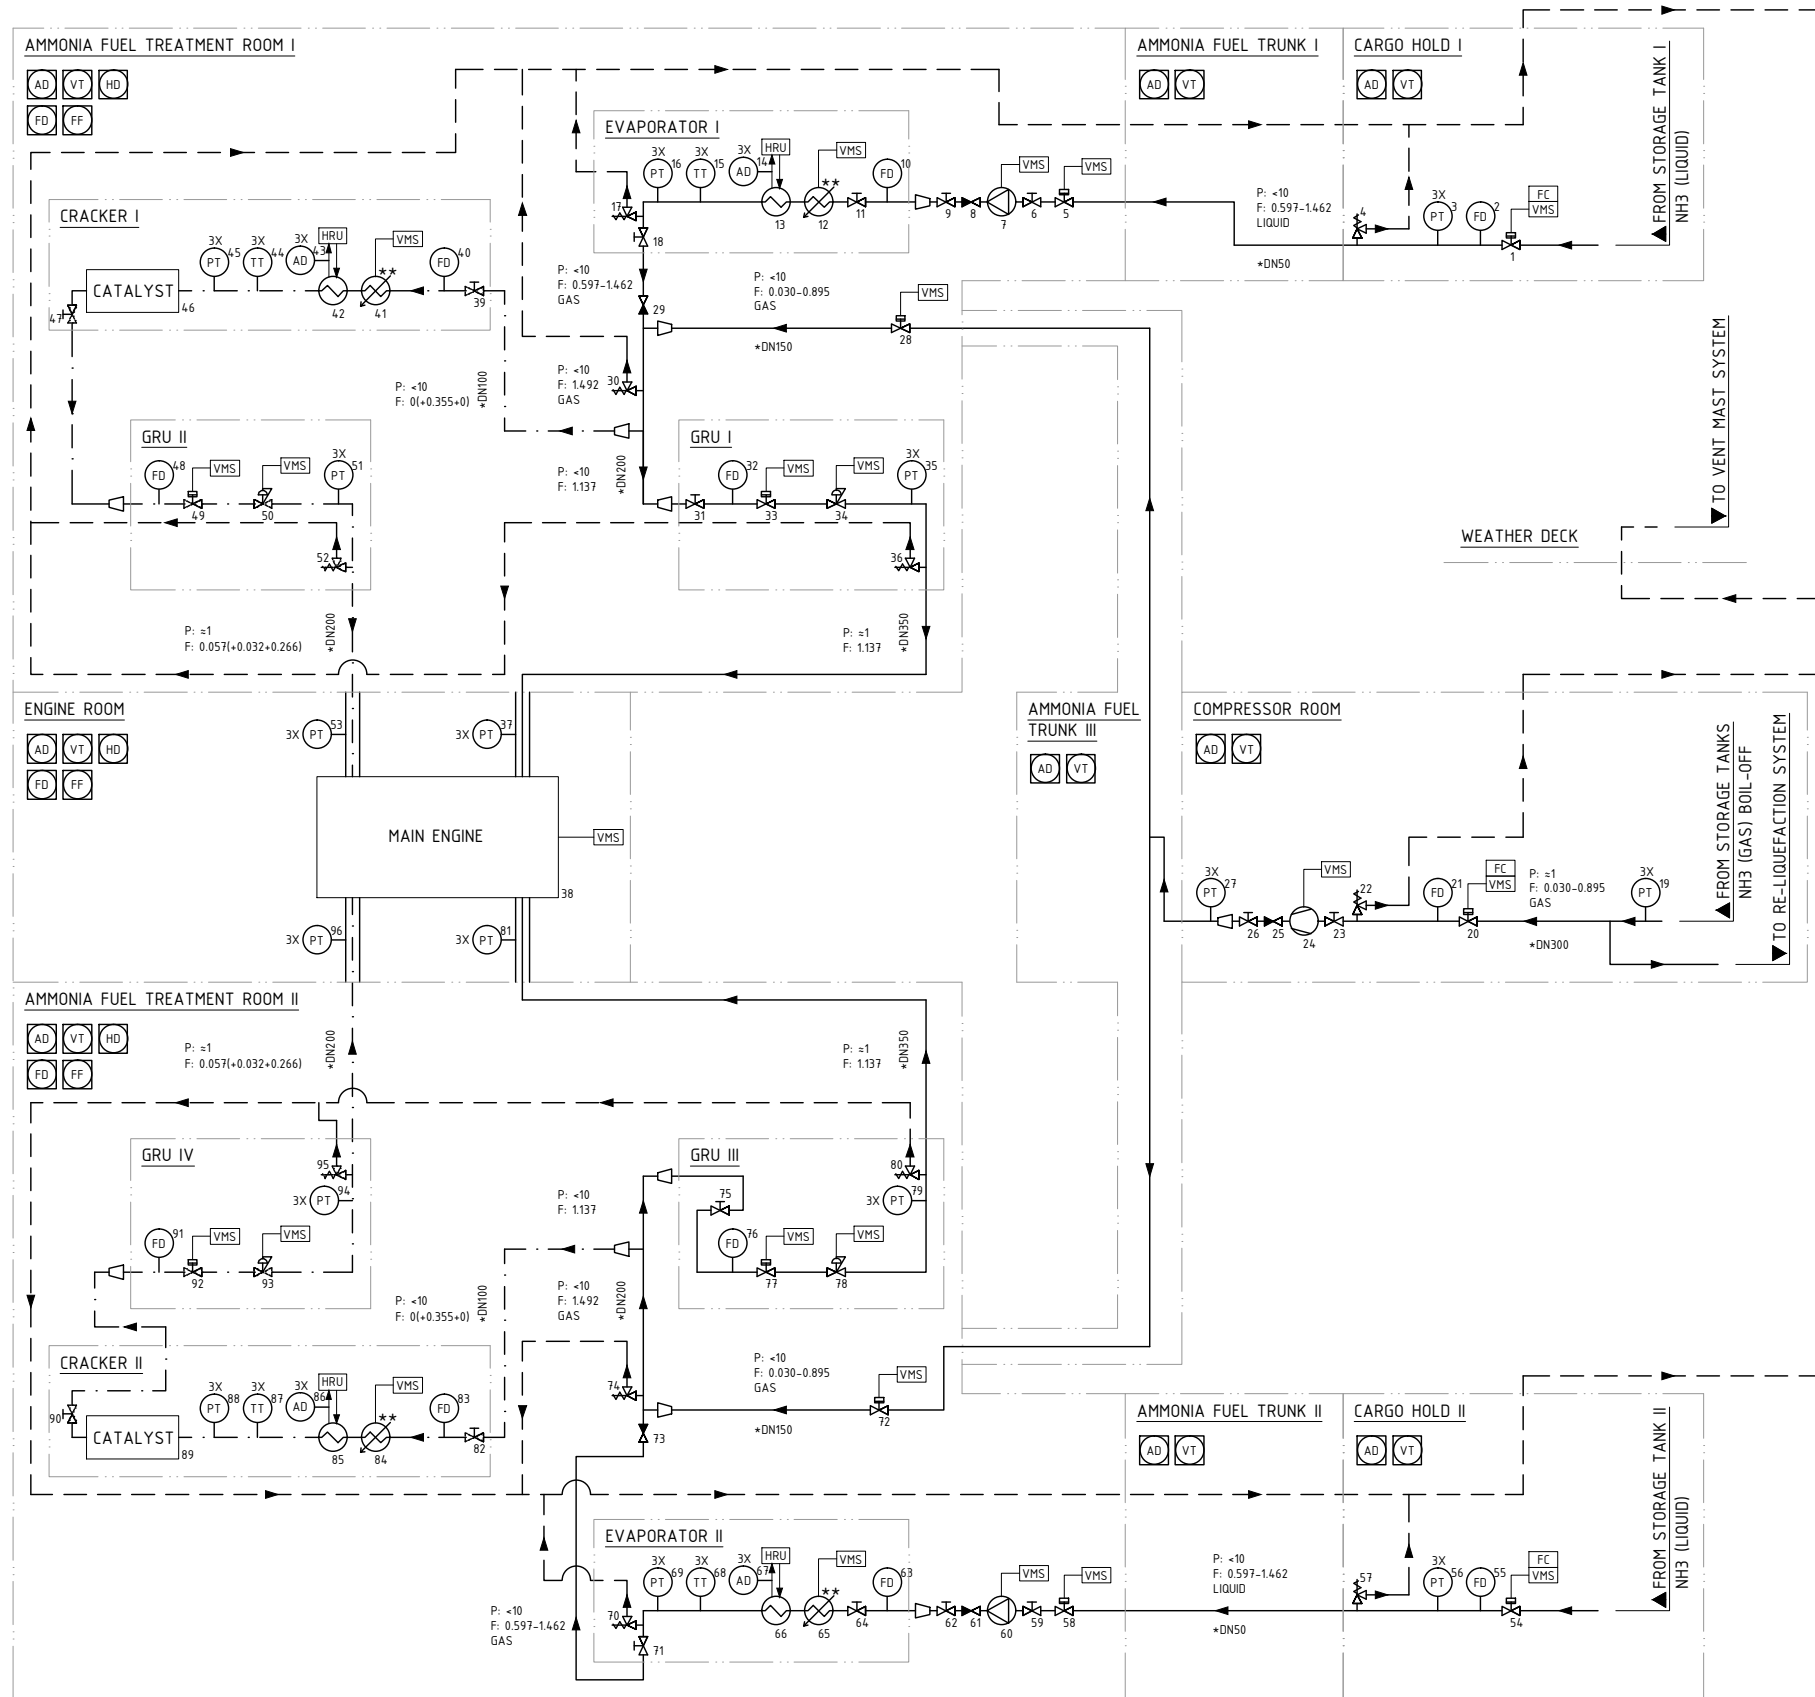 AMMONIA FUEL TREATMENT ROOM I
AD VT HD
FD FF
AMMONIA FUEL TRUNK I
AD VT
CARGO HOLD I
AD VT
FROM STORAGE TANK I
NH3 (LIQUID)
EVAPORATOR I
3X
PT 16
3X
TT 15
3X
AD 14
HRU
13
VMS
**
12
11
FD 10
9
8
VMS
7
6
VMS
5
17
18
P: <10
F: 0.597-1.462
LIQUID
*DN50
4
3X
PT 3
FD 2
FC
VMS
1
CRACKER I
3X
PT 45
3X
TT 44
3X
AD 43
HRU
42
VMS
**
41
FD 40
39
CATALYST
46
47
P: <10
F: 0.597-1.462
GAS
29
P: <10
F: 0.030-0.895
GAS
VMS
28
*DN150
P: <10
F: 0(+0.355+0)
*DN100
P: <10
F: 1.492
GAS
30
P: <10
F: 1.137
*DN200
GRU II
FD 48
VMS
49
VMS
50
3X
PT 51
52
GRU I
31
FD 32
VMS
33
VMS
34
3X
PT 35
36
P: ≈1
F: 0.057(+0.032+0.266)
*DN200
P: ≈1
F: 1.137
*DN350
TO VENT MAST SYSTEM
WEATHER DECK
ENGINE ROOM
AD VT HD
FD FF
3X PT 53
3X PT 37
MAIN ENGINE
VMS
38
3X PT 96
3X PT 81
AMMONIA FUEL
TRUNK III
AD VT
COMPRESSOR ROOM
AD VT
3X
PT 27
26
25
VMS
24
23
22
FD 21
FC
VMS
20
P: ≈1
F: 0.030-0.895
GAS
*DN300
3X
PT 19
FROM STORAGE TANKS
NH3 (GAS) BOIL-OFF
TO RE-LIQUEFACTION SYSTEM
AMMONIA FUEL TREATMENT ROOM II
AD VT HD
FD FF
P: ≈1
F: 0.057(+0.032+0.266)
*DN200
P: ≈1
F: 1.137
*DN350
GRU IV
95
3X PT 94
FD 91
VMS
92
VMS
93
GRU III
75
FD 76
VMS
77
VMS
78
3X PT 79
80
P: <10
F: 1.137
P: <10
F: 1.492
GAS
*DN200
P: <10
F: 0(+0.355+0)
*DN100
CRACKER II
3X
PT 88
3X
TT 87
3X
AD 86
HRU
85
VMS
**
84
FD 83
82
CATALYST
89
90
74
P: <10
F: 0.030-0.895
GAS
VMS
72
*DN150
73
AMMONIA FUEL TRUNK II
AD VT
CARGO HOLD II
AD VT
FROM STORAGE TANK II
NH3 (LIQUID)
EVAPORATOR II
3X
PT 69
3X
TT 68
3X
AD 67
HRU
66
VMS
**
65
64
FD 63
62
61
VMS
60
59
VMS
58
70
71
P: <10
F: 0.597-1.462
GAS
P: <10
F: 0.597-1.462
LIQUID
*DN50
57
3X
PT 56
FD 55
FC
VMS
54